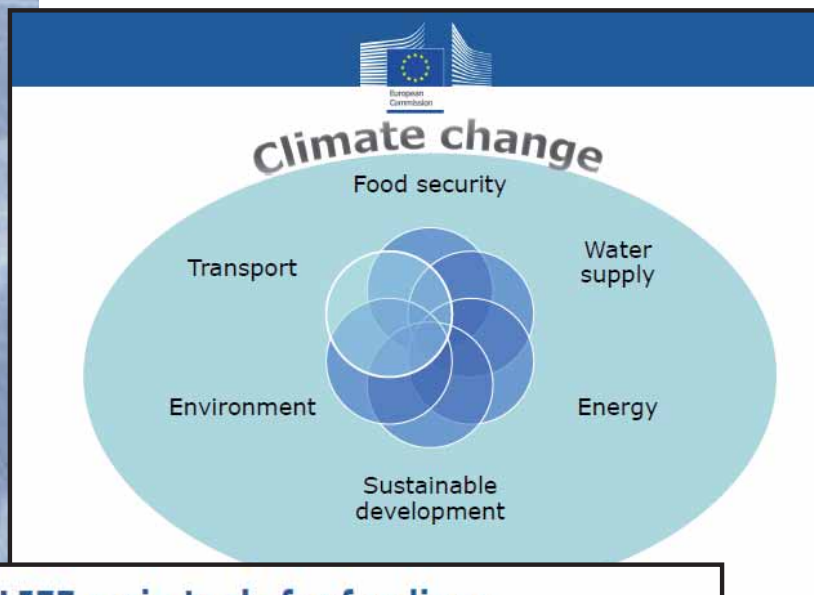 European
Commission
Climate change
Food security
Transport
Water
supply
Environment
Energy
Sustainable
development